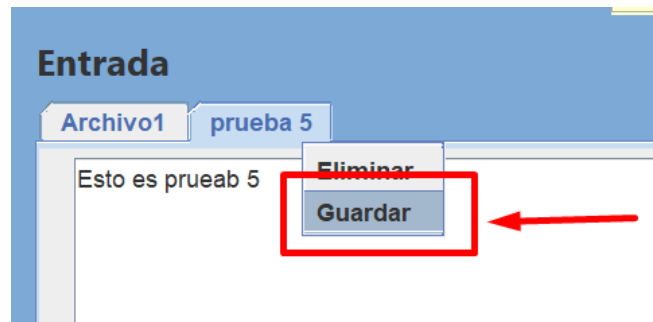 Entrada
Archivo1 prueba 5
Esto es prueab 5
Eliminar
Guardar